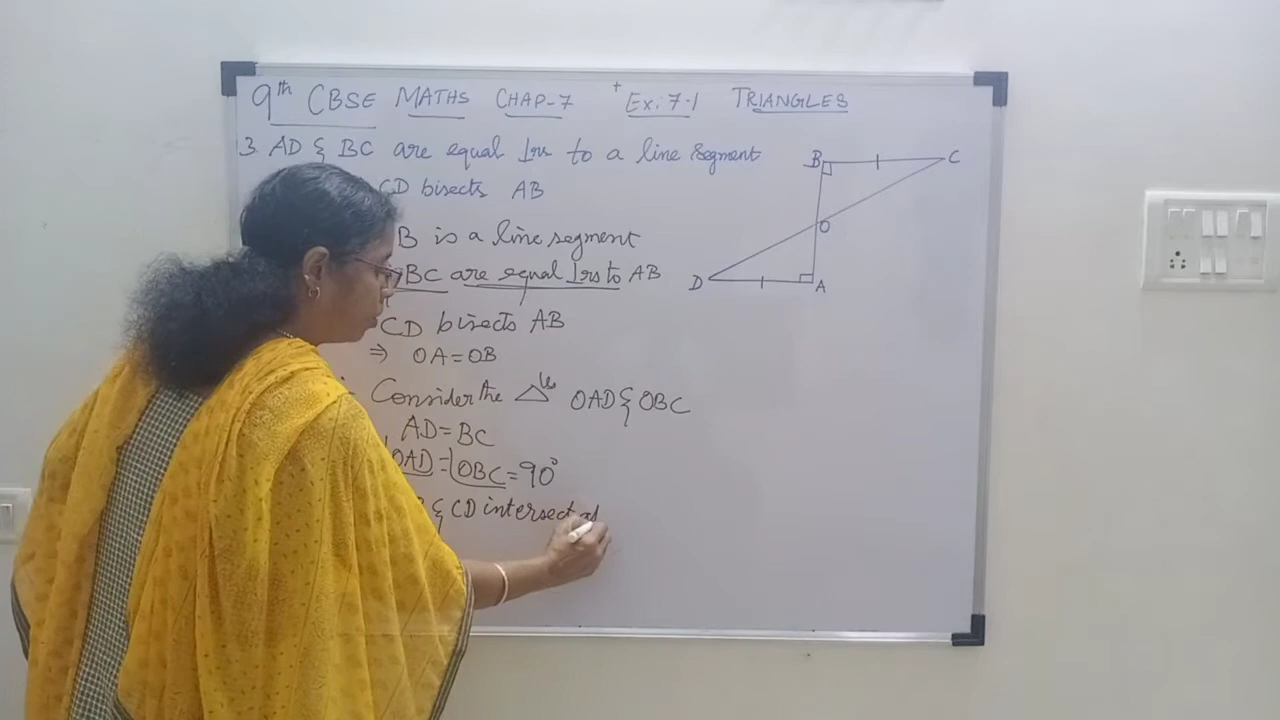 9th CBSE MATHS CHAP-7 Ex: 7.1 TRIANGLES
3. AD & BC are equal ⊥rs to a line segment
CD bisects AB
B is a line segment
BC are equal ⊥rs to AB
CD bisects AB
⇒ OA = OB
Consider the △les OAD & OBC
AD = BC
OAD = ∠OBC = 90°
& CD intersect at
B
C
O
D
A